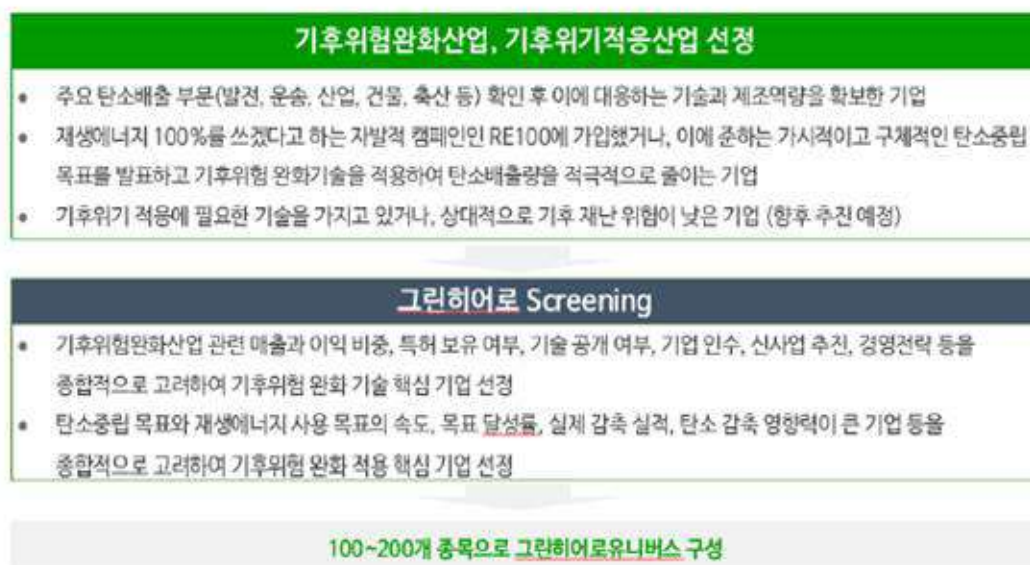 기후위험완화산업, 기후위기적응산업 선정
• 주요 탄소배출 부문(발전, 운송, 산업, 건물, 축산 등) 확인 후 이에 대응하는 기술과 제조역량을 확보한 기업
• 재생에너지 100%를 쓰겠다고 하는 자발적 캠페인인 RE100에 가입했거나, 이에 준하는 가시적이고 구체적인 탄소중립
목표를 발표하고 기후위험 완화기술을 적용하여 탄소배출량을 적극적으로 줄이는 기업
• 기후위기 적응에 필요한 기술을 가지고 있거나, 상대적으로 기후 재난 위험이 낮은 기업 (향후 추진 예정)
그린히어로 Screening
• 기후위험완화산업 관련 매출과 이익 비중, 특허 보유 여부, 기술 공개 여부, 기업 인수, 신사업 추진, 경영전략 등을
종합적으로 고려하여 기후위험 완화 기술 핵심 기업 선정
• 탄소중립 목표와 재생에너지 사용 목표의 속도, 목표 달성률, 실제 감축 실적, 탄소 감축 영향력이 큰 기업 등을
종합적으로 고려하여 기후위험 완화 적용 핵심 기업 선정
100~200개 종목으로 그린히어로유니버스 구성